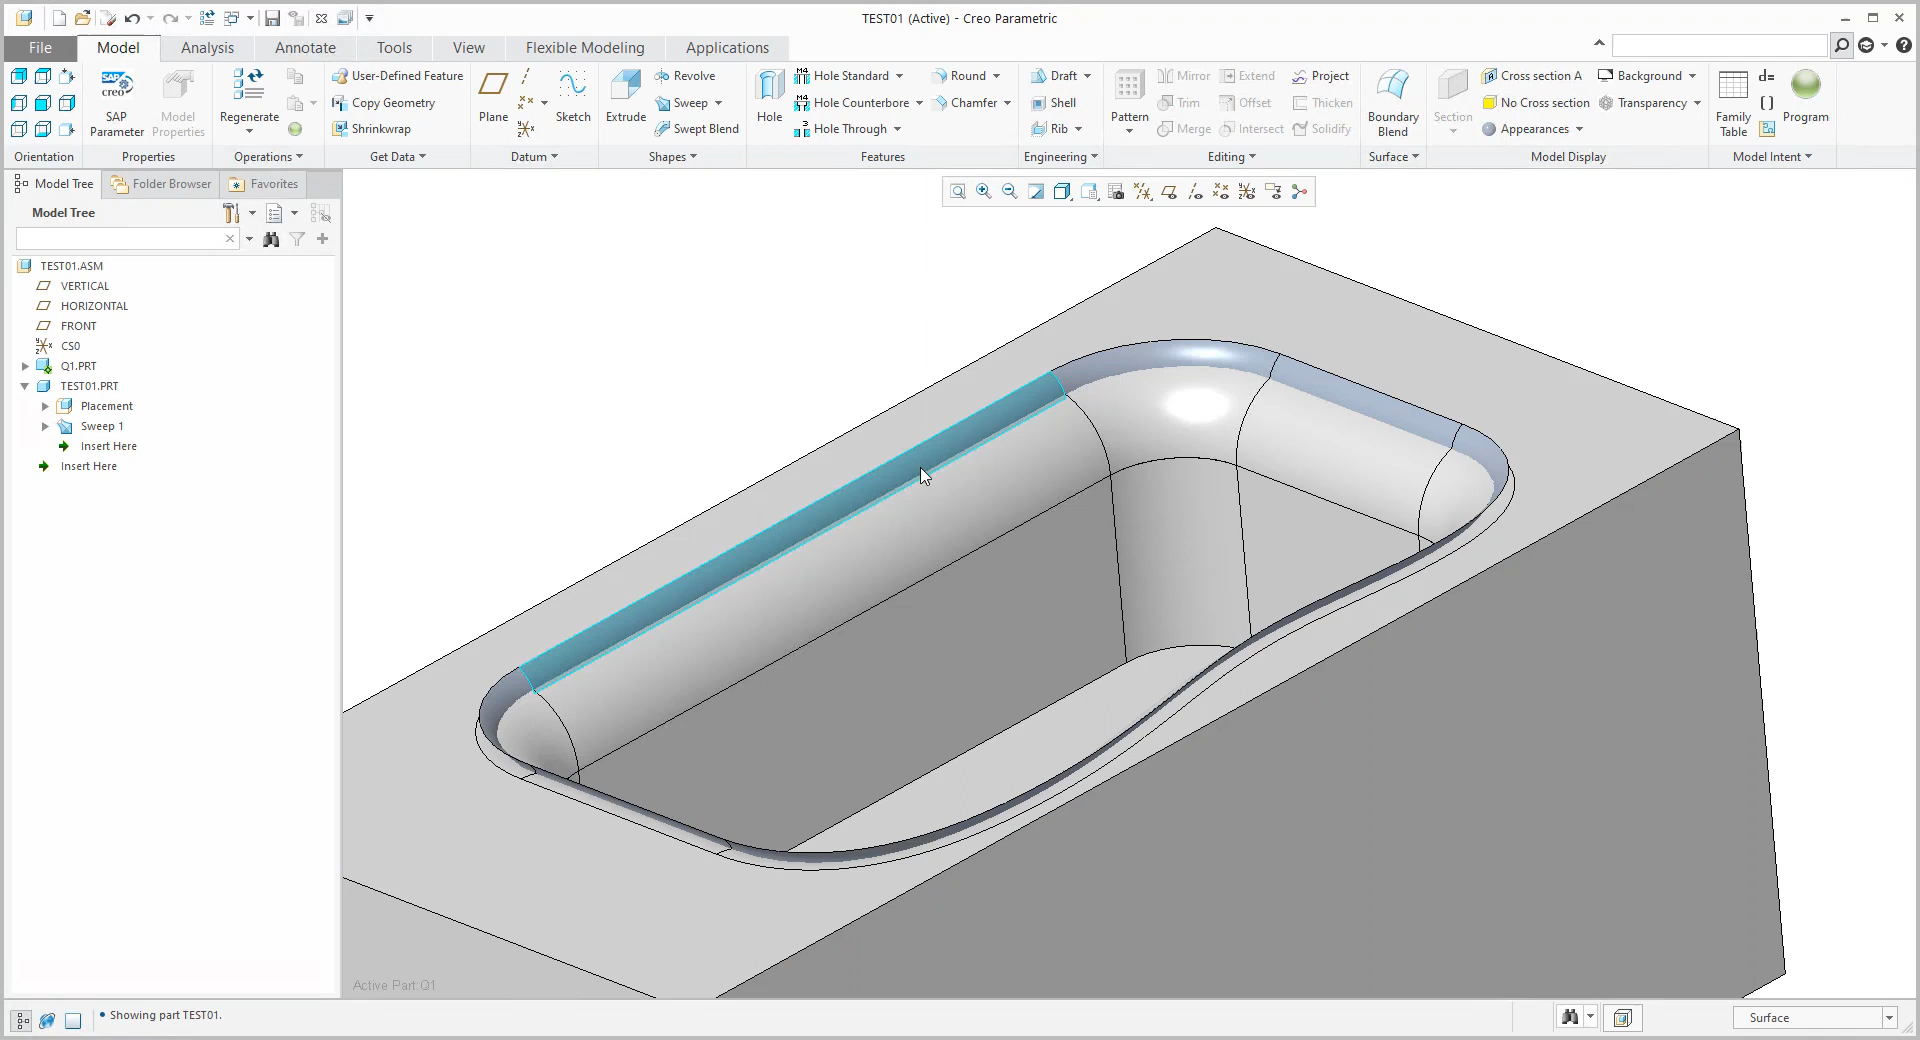 TEST01 (Active) - Creo Parametric
File Model Analysis Annotate Tools View Flexible Modeling Applications
SAP creo
SAP Parameter
Model Properties
Regenerate
User-Defined Feature
Copy Geometry
Shrinkwrap
Plane
Sketch
Extrude
Revolve
Sweep
Swept Blend
Hole
M4 Hole Standard
M4 Hole Counterbore
3 Hole Through
Round
Chamfer
Draft
Shell
Rib
Pattern
Mirror
Trim
Merge
Extend
Offset
Intersect
Project
Thicken
Solidify
Boundary Blend
Section
Cross section A
No Cross section
Appearances
Background
Transparency
Family Table
d=
[ ]
Program
Orientation Properties Operations Get Data Datum Shapes Features Engineering Editing Surface Model Display Model Intent
Model Tree Folder Browser Favorites
Model Tree
TEST01.ASM
VERTICAL
HORIZONTAL
FRONT
CS0
Q1.PRT
TEST01.PRT
Placement
Sweep 1
Insert Here
Insert Here
Active Part Q1
Showing part TEST01.
Surface